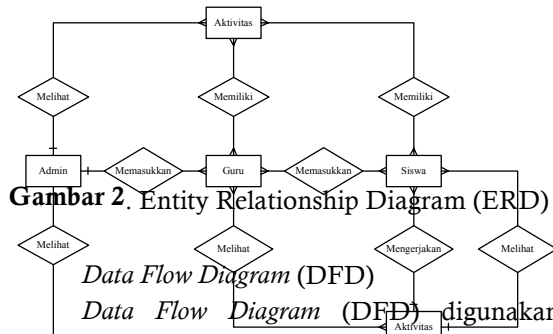 Aktivitas
Melihat
Memiliki
Memiliki
Admin
Memasukkan
Guru
Memasukkan
Siswa
Gambar 2. Entity Relationship Diagram (ERD)
Melihat
Melihat
Mengerjakan
Melihat
Data Flow Diagram (DFD)
Data Flow Diagram (DFD) digunakan
Aktivitas